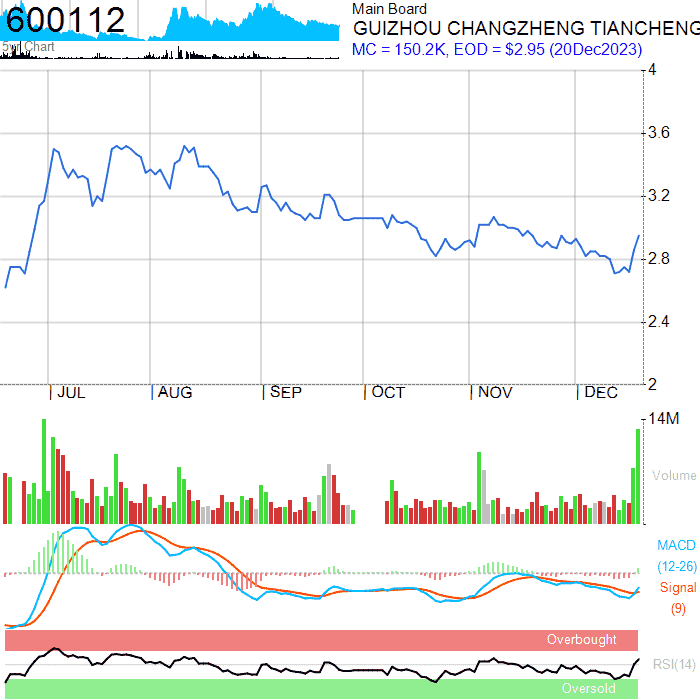 600112
5yr Chart
Main Board
GUIZHOU CHANGZHENG TIANCHENG
MC = 150.2K, EOD = $2.95 (20Dec2023)
4
3.6
3.2
2.8
2.4
2
JUL
AUG
SEP
OCT
NOV
DEC
14M
Volume
MACD
(12-26)
Signal
(9)
Overbought
RSI(14)
Oversold